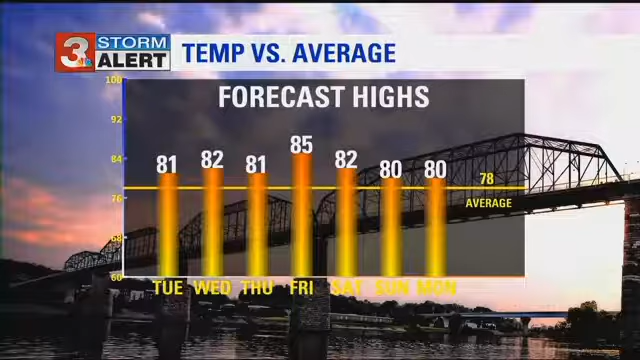 3 STORM
ALERT
TEMP VS. AVERAGE
FORECAST HIGHS
100
92
84
76
68
60
81
82
81
85
82
80
80
78
AVERAGE
TUE WED THU FRI SAT SUN MON